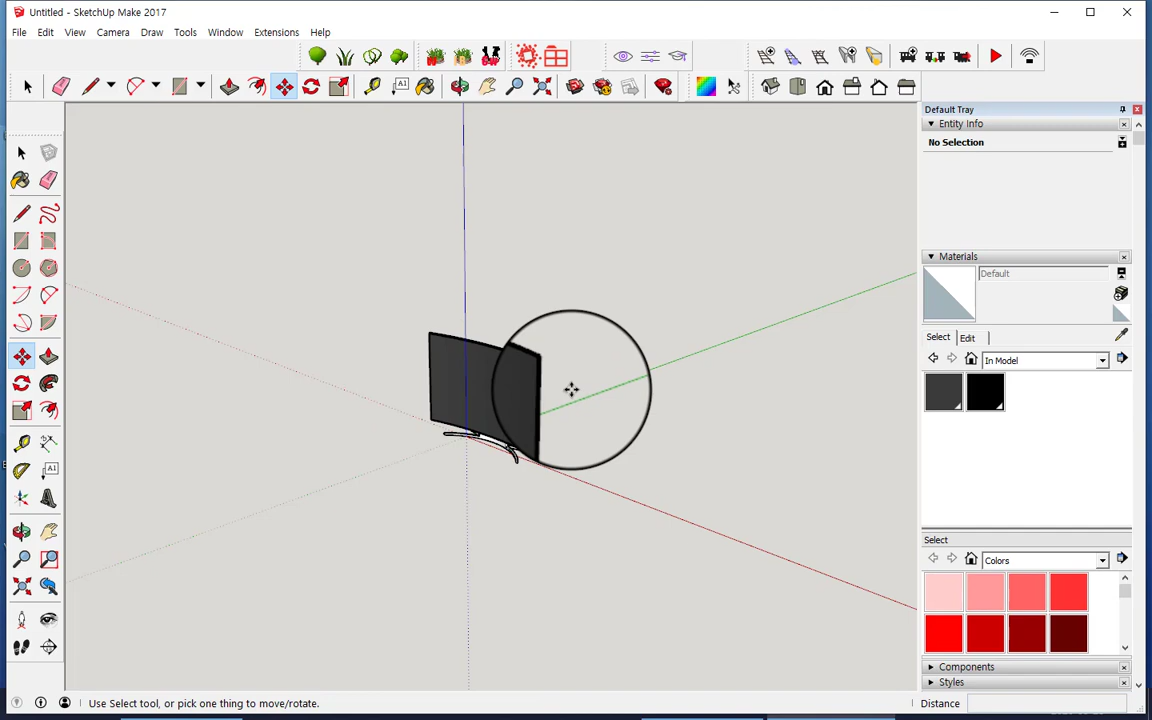 Untitled - SketchUp Make 2017
File Edit View Camera Draw Tools Window Extensions Help
Default Tray
Entity Info
No Selection
Materials
Default
Select Edit
In Model
Select
Colors
Components
Styles
Use Select tool, or pick one thing to move/rotate.
Distance